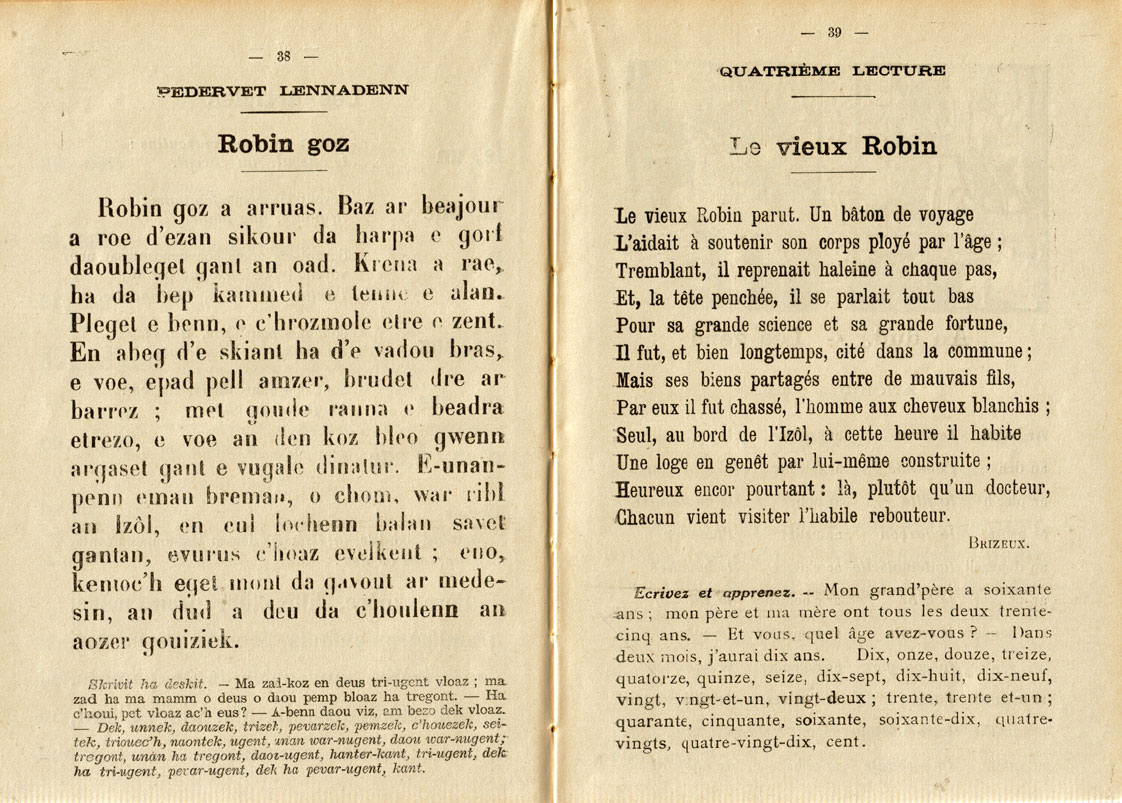 — 38 —
PEDERVET LENNADENN
Robin goz
Robin goz a arruas. Baz ar beajour
a roe d'ezan sikour da harpa e gorf
daoubleget gant an oad. Krena a rae,
ha da bep kammed e tenne e alan.
Pleget e benn, e c'hrozmole etre e zent.
En abeg d'e skiant ha d'e vadou bras,
e voe, epad pell amzer, brudet dre ar
barrez ; met goude ranna e beadra
etrezo, e voe an den koz bleo gwenn
argaset gant e vugale dinatur. E-unan-
penn eman breman, o chom, war ribl
an Izôl, en eul lochenn balan savet
gantan, evurus c'hoaz evelkent ; eno,
kentoc'h eget mont da gavout ar mede-
sin, an dud a deu da c'houlenn an
aozer gouiziek.
Skrivit ha deskit. — Ma zad-koz en deus tri-ugent vloaz ; ma
zad ha ma mamm o deus o daou pemp bloaz ha tregont. — Ha
c'houi, pet vloaz ac'h eus ? — A-benn daou viz, am bezo dek vloaz.
— Dek, unnek, daouzek, trizek, pevarzek, pemzek, c'houezek, sei-
tek, triouec'h, naontek, ugent, unan war-nugent, daou war-nugent ;
tregont, unan ha tregont, daou-ugent, hanter-kant, tri-ugent, dek
ha tri-ugent, pevar-ugent, dek ha pevar-ugent, kant.
— 39 —
QUATRIÈME LECTURE
Le vieux Robin
Le vieux Robin parut. Un bâton de voyage
L'aidait à soutenir son corps ployé par l'âge ;
Tremblant, il reprenait haleine à chaque pas,
Et, la tête penchée, il se parlait tout bas
Pour sa grande science et sa grande fortune,
Il fut, et bien longtemps, cité dans la commune ;
Mais ses biens partagés entre de mauvais fils,
Par eux il fut chassé, l'homme aux cheveux blanchis ;
Seul, au bord de l'Izôl, à cette heure il habite
Une loge en genêt par lui-même construite ;
Heureux encor pourtant : là, plutôt qu'un docteur,
Chacun vient visiter l'habile rebouteur.
BRIZEUX.
Ecrivez et apprenez. -- Mon grand'père a soixante
ans ; mon père et ma mère ont tous les deux trente-
cinq ans. — Et vous, quel âge avez-vous ? — Dans
deux mois, j'aurai dix ans. Dix, onze, douze, treize,
quatorze, quinze, seize, dix-sept, dix-huit, dix-neuf,
vingt, vingt-et-un, vingt-deux ; trente, trente et-un ;
quarante, cinquante, soixante, soixante-dix, quatre-
vingts, quatre-vingt-dix, cent.